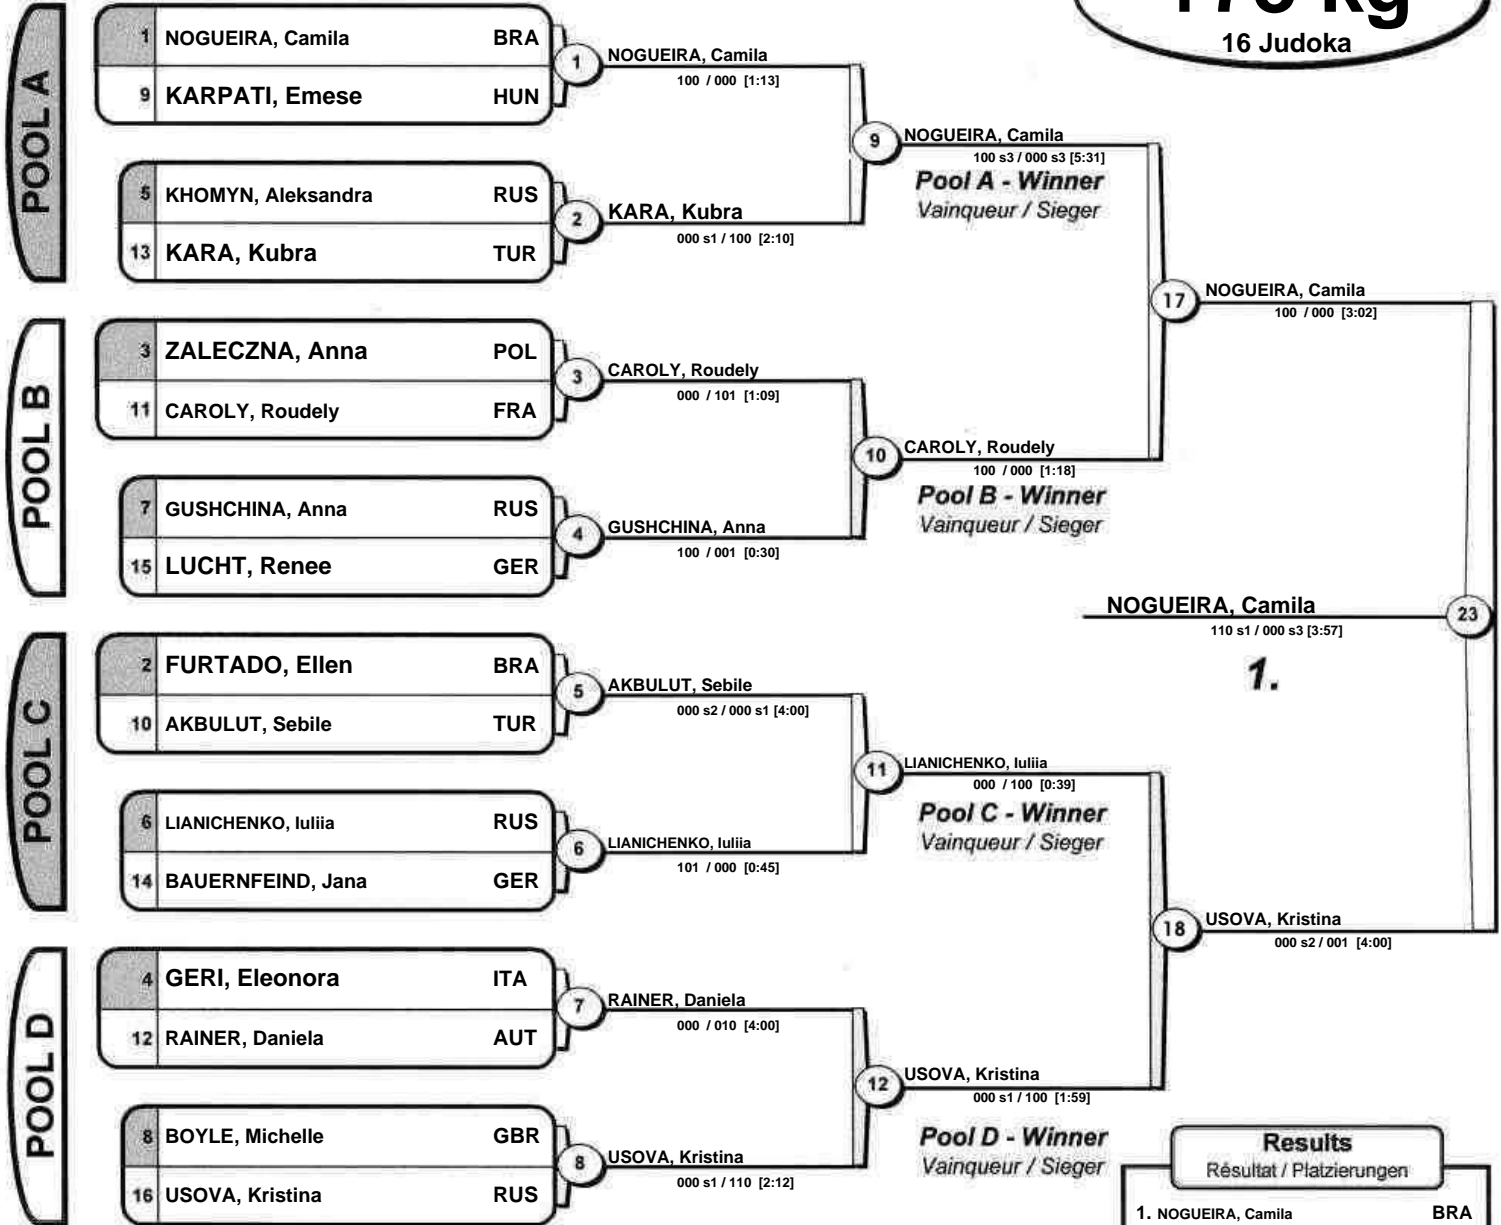 +78 kg
16 Judoka
POOL A
1 NOGUEIRA, Camila BRA
9 KARPATI, Emese HUN
1 NOGUEIRA, Camila
100 / 000 [1:13]
5 KHOMYN, Aleksandra RUS
13 KARA, Kubra TUR
2 KARA, Kubra
000 s1 / 100 [2:10]
9 NOGUEIRA, Camila
100 s3 / 000 s3 [5:31]
Pool A - Winner
Vainqueur / Sieger
POOL B
3 ZALECZNA, Anna POL
11 CAROLY, Roudely FRA
3 CAROLY, Roudely
000 / 101 [1:09]
7 GUSHCHINA, Anna RUS
15 LUCHT, Renee GER
4 GUSHCHINA, Anna
100 / 001 [0:30]
10 CAROLY, Roudely
100 / 000 [1:18]
Pool B - Winner
Vainqueur / Sieger
17 NOGUEIRA, Camila
100 / 000 [3:02]
NOGUEIRA, Camila 23
110 s1 / 000 s3 [3:57]
1.
POOL C
2 FURTADO, Ellen BRA
10 AKBULUT, Sebile TUR
5 AKBULUT, Sebile
000 s2 / 000 s1 [4:00]
6 LIANICHENKO, Iuliia RUS
14 BAUERNFEIND, Jana GER
6 LIANICHENKO, Iuliia
101 / 000 [0:45]
11 LIANICHENKO, Iuliia
000 / 100 [0:39]
Pool C - Winner
Vainqueur / Sieger
POOL D
4 GERI, Eleonora ITA
12 RAINER, Daniela AUT
7 RAINER, Daniela
000 / 010 [4:00]
8 BOYLE, Michelle GBR
16 USOVA, Kristina RUS
8 USOVA, Kristina
000 s1 / 110 [2:12]
12 USOVA, Kristina
000 s1 / 100 [1:59]
Pool D - Winner
Vainqueur / Sieger
18 USOVA, Kristina
000 s2 / 001 [4:00]
Results
Résultat / Platzierungen
1. NOGUEIRA, Camila BRA